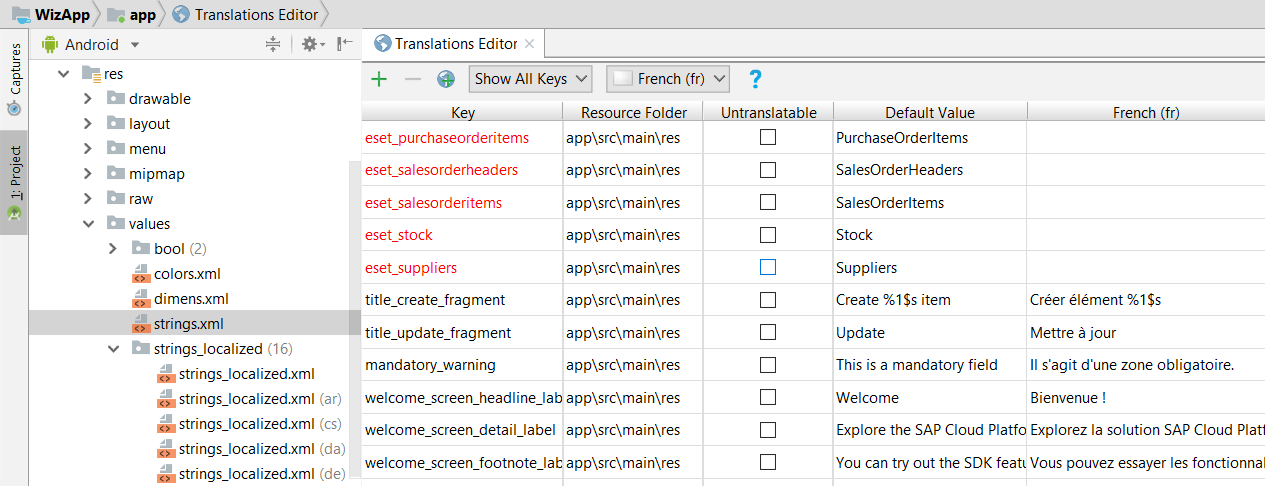 WizApp app Translations Editor
Captures
1: Project
Android
res
drawable
layout
menu
mipmap
raw
values
bool (2)
colors.xml
dimens.xml
strings.xml
strings_localized (16)
strings_localized.xml
strings_localized.xml (ar)
strings_localized.xml (cs)
strings_localized.xml (da)
strings_localized.xml (de)
Translations Editor
Show All Keys French (fr) ?
Key Resource Folder Untranslatable Default Value French (fr)
eset_purchaseorderitems app\src\main\res PurchaseOrderItems
eset_salesorderheaders app\src\main\res SalesOrderHeaders
eset_salesorderitems app\src\main\res SalesOrderItems
eset_stock app\src\main\res Stock
eset_suppliers app\src\main\res Suppliers
title_create_fragment app\src\main\res Create %1$s item Créer élément %1$s
title_update_fragment app\src\main\res Update Mettre à jour
mandatory_warning app\src\main\res This is a mandatory field Il s'agit d'une zone obligatoire.
welcome_screen_headline_lab app\src\main\res Welcome Bienvenue !
welcome_screen_detail_label app\src\main\res Explore the SAP Cloud Platfo Explorez la solution SAP Cloud Platf
welcome_screen_footnote_lab app\src\main\res You can try out the SDK featu Vous pouvez essayer les fonctionnal